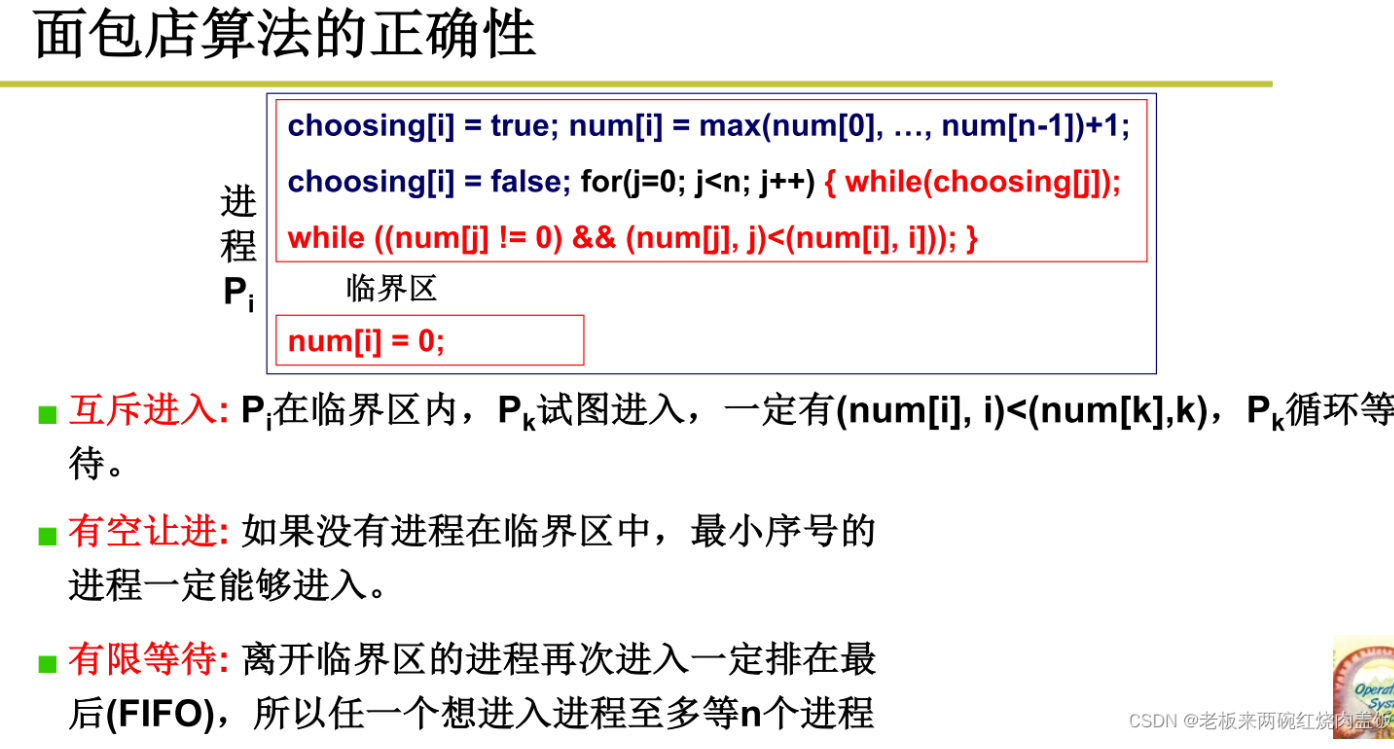 面包店算法的正确性
choosing[i] = true; num[i] = max(num[0], …, num[n-1])+1;
choosing[i] = false; for(j=0; j<n; j++) { while(choosing[j]);
while ((num[j] != 0) && (num[j], j)<(num[i], i])); }
进
程
Pi
临界区
num[i] = 0;
互斥进入: Pi在临界区内，Pk试图进入，一定有(num[i], i)<(num[k],k)，Pk循环等
待。
有空让进: 如果没有进程在临界区中，最小序号的
进程一定能够进入。
有限等待: 离开临界区的进程再次进入一定排在最
后(FIFO)，所以任一个想进入进程至多等n个进程
CSDN @老板来两碗红烧肉盖饭